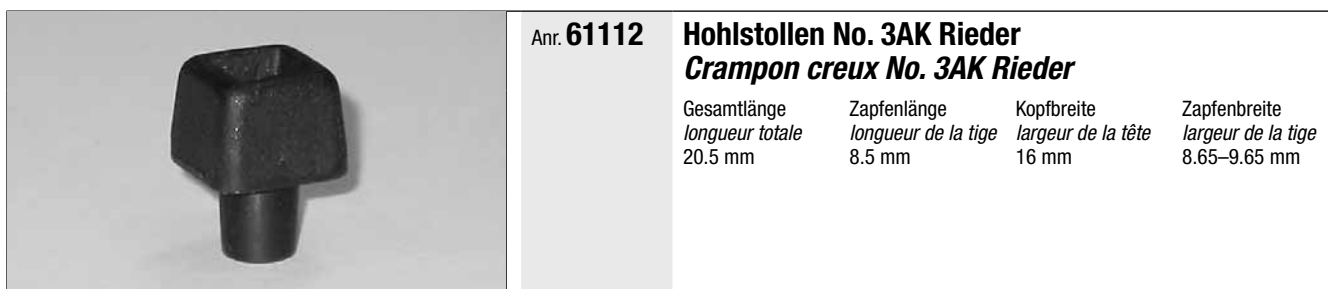 Anr. 61112
Hohlstollen No. 3AK Rieder
Crampon creux No. 3AK Rieder
Gesamtlänge Zapfenlänge Kopfbreite Zapfenbreite
longueur totale longueur de la tige largeur de la tête largeur de la tige
20.5 mm 8.5 mm 16 mm 8.65–9.65 mm